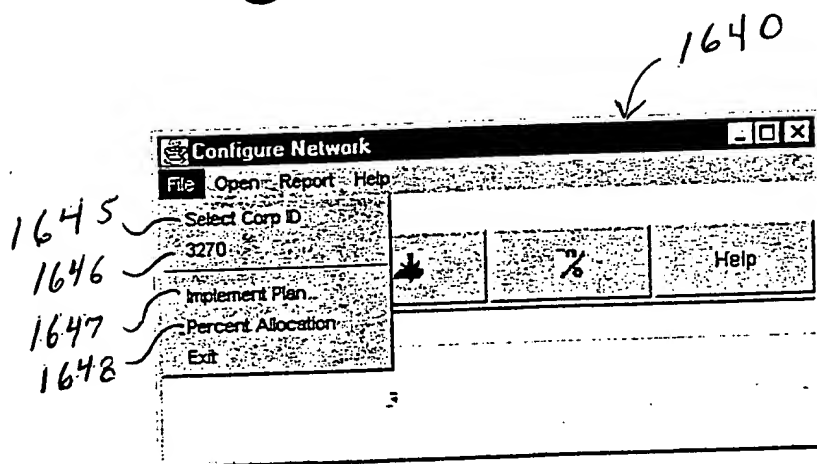 1640
Configure Network
File Open Report Help
1645 Select Corp ID
1646 3270
Help
1647 Implement Plan...
1648 Percent Allocation
Exit